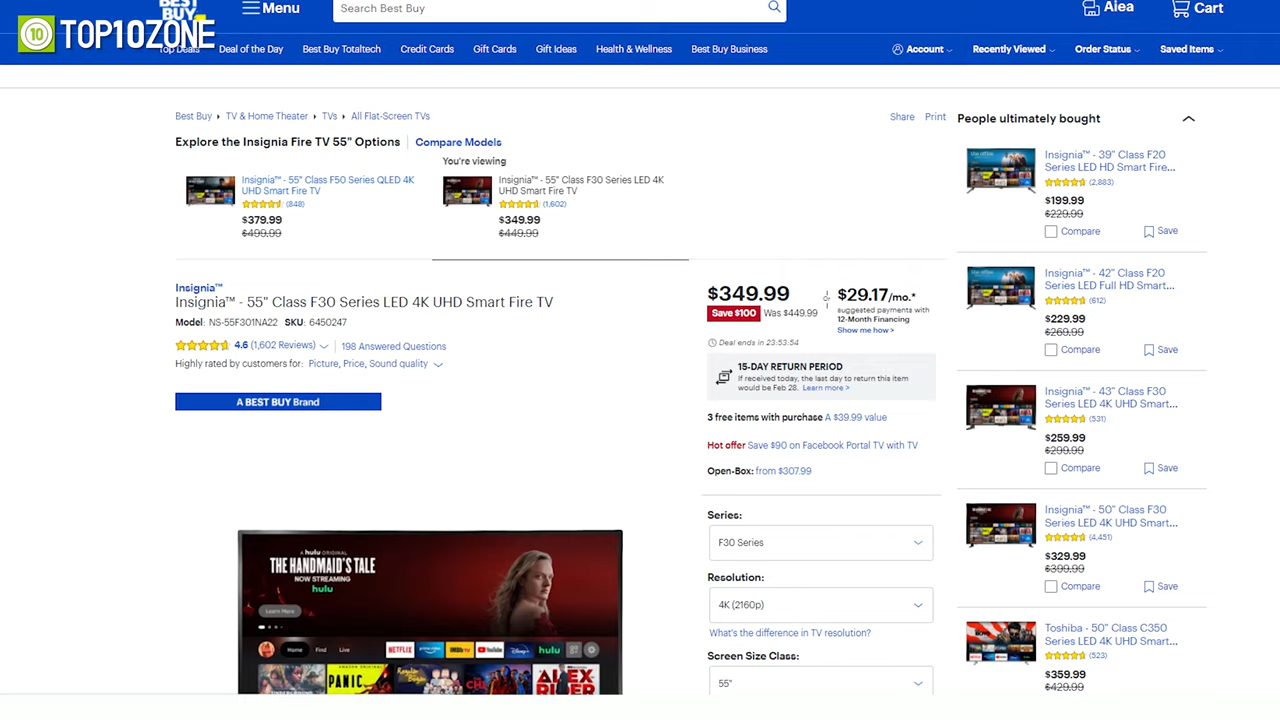 BEST
BUY
Menu
Search Best Buy
Aiea
Cart
10
TOP10ZONE
Top Deals
Deal of the Day
Best Buy Totaltech
Credit Cards
Gift Cards
Gift Ideas
Health & Wellness
Best Buy Business
Account
Recently Viewed
Order Status
Saved Items
Best Buy
TV & Home Theater
TVs
All Flat-Screen TVs
Share
Print
Explore the Insignia Fire TV 55" Options
Compare Models
Insignia™ - 55" Class F50 Series QLED 4K
UHD Smart Fire TV
(848)
$379.99
$499.99
You're viewing
Insignia™ - 55" Class F30 Series LED 4K
UHD Smart Fire TV
(1,602)
$349.99
$449.99
Insignia™
Insignia™ - 55" Class F30 Series LED 4K UHD Smart Fire TV
Model: NS-55F301NA22 SKU: 6450247
4.6 (1,602 Reviews)
198 Answered Questions
Highly rated by customers for: Picture, Price, Sound quality
A BEST BUY Brand
A HULU ORIGINAL
THE HANDMAID'S TALE
NOW STREAMING
hulu
Learn More
Home
Find
Live
NETFLIX
prime video
IMDb tv
YouTube
Disney+
hulu
PANIC
ALEX
RIDER
$349.99
Save $100 Was $449.99
or
$29.17/mo.*
suggested payments with
12-Month Financing
Show me how >
Deal ends in 23:53:54
15-DAY RETURN PERIOD
If received today, the last day to return this item
would be Feb 28. Learn more >
3 free items with purchase A $39.99 value
Hot offer Save $90 on Facebook Portal TV with TV
Open-Box: from $307.99
Series:
F30 Series
Resolution:
4K (2160p)
What's the difference in TV resolution?
Screen Size Class:
55"
People ultimately bought
Insignia™ - 39" Class F20
Series LED HD Smart Fire...
(2,883)
$199.99
$229.99
Compare
Save
Insignia™ - 42" Class F20
Series LED Full HD Smart...
(612)
$229.99
$269.99
Compare
Save
Insignia™ - 43" Class F30
Series LED 4K UHD Smart...
(531)
$259.99
$299.99
Compare
Save
Insignia™ - 50" Class F30
Series LED 4K UHD Smart...
(4,451)
$329.99
$399.99
Compare
Save
Toshiba - 50" Class C350
Series LED 4K UHD Smart...
(523)
$359.99
$429.99